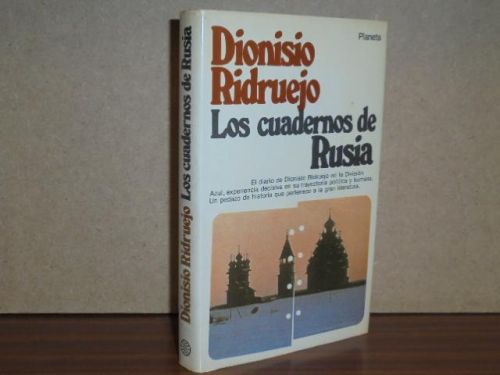 Planeta
Dionisio
Ridruejo
Los cuadernos de
Rusia
El diario de Dionisio Ridruejo en la División
Azul, experiencia decisiva en su trayectoria política y humana.
Un pedazo de historia que pertenece a la gran literatura.
Dionisio Ridruejo Los cuadernos de Rusia